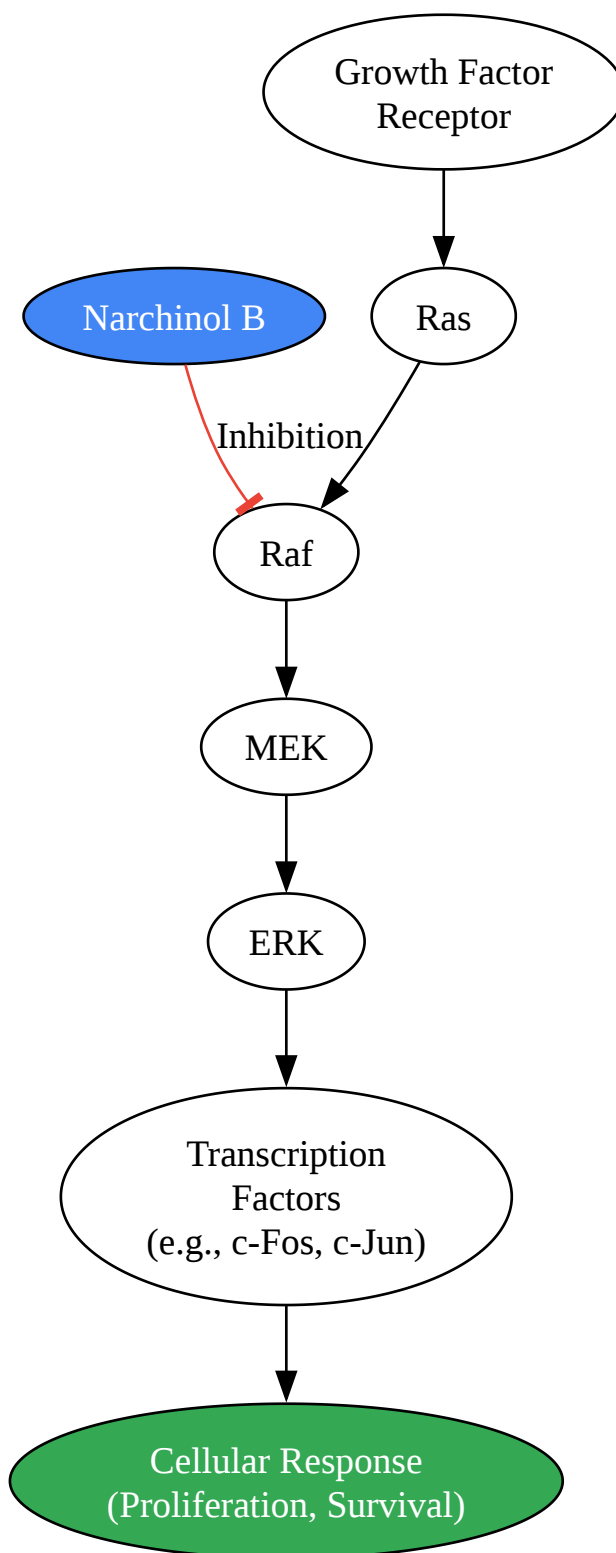 Growth Factor
Receptor
Narchinol B
Ras
Inhibition
Raf
MEK
ERK
Transcription
Factors
(e.g., c-Fos, c-Jun)
Cellular Response
(Proliferation, Survival)